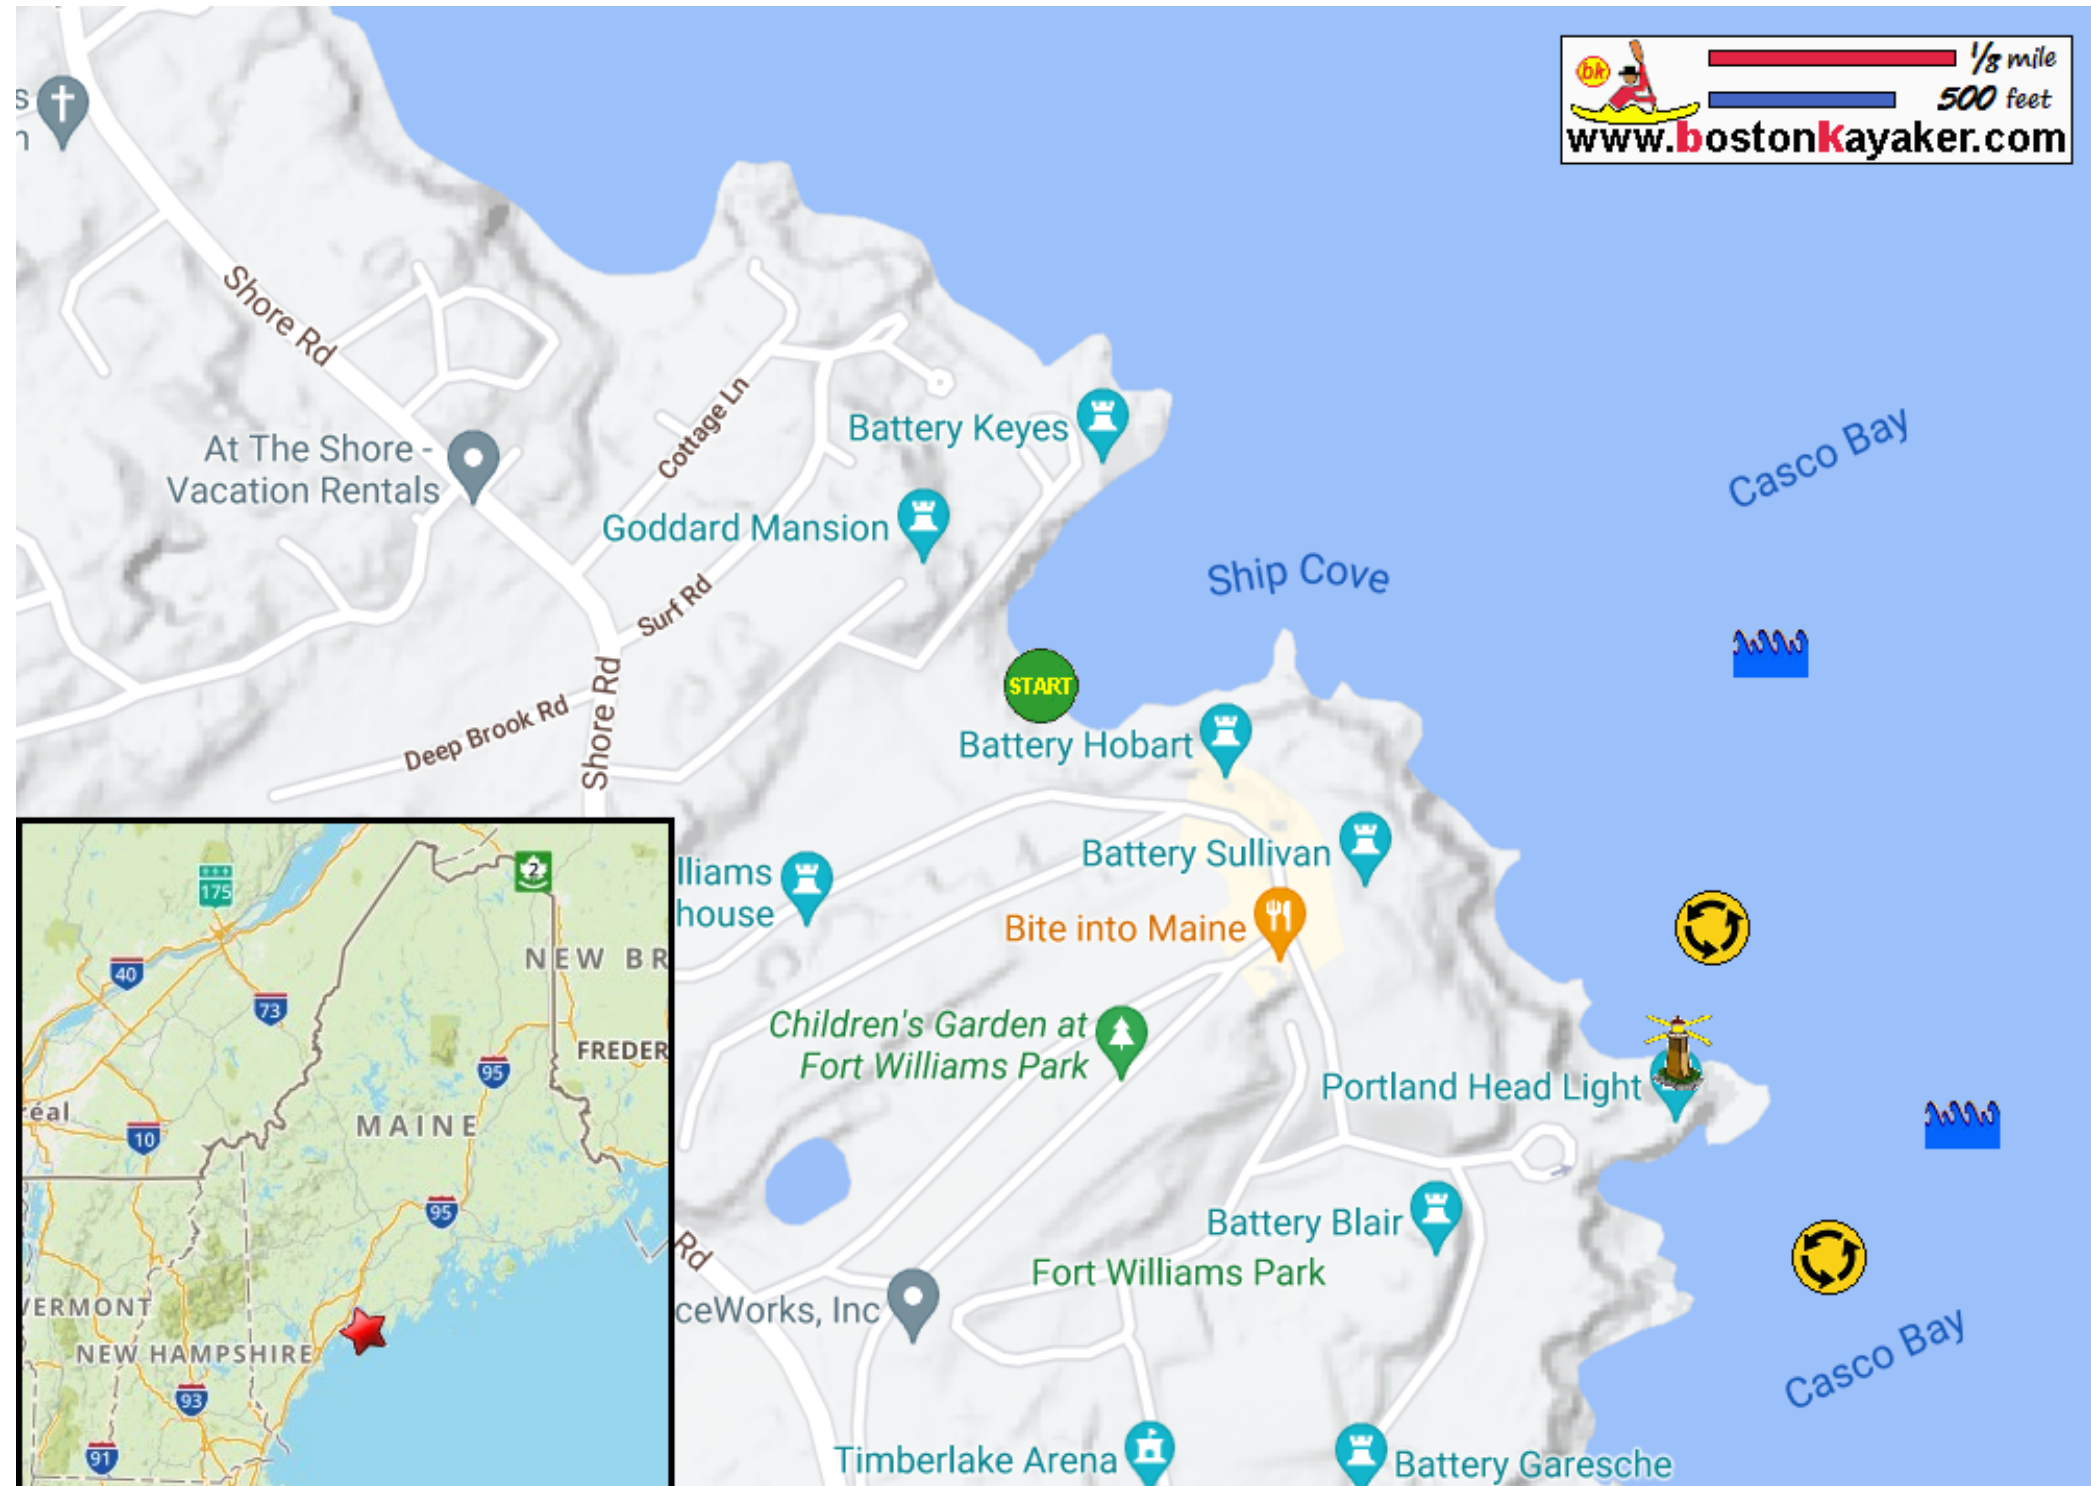 bk
1/8 mile
500 feet
www.bostonkayaker.com
s
n
Shore Rd
Cottage Ln
Battery Keyes
Casco Bay
At The Shore -
Vacation Rentals
Goddard Mansion
Ship Cove
Surf Rd
START
Shore Rd
Deep Brook Rd
Battery Hobart
Battery Sullivan
lliams
house
Bite into Maine
Children's Garden at
Fort Williams Park
Portland Head Light
Battery Blair
Fort Williams Park
Rd
ceWorks, Inc
Casco Bay
Timberlake Arena
Battery Garesche
2
175
NEW BR
40
73
FREDER
95
réal
MAINE
10
95
VERMONT
NEW HAMPSHIRE
93
91